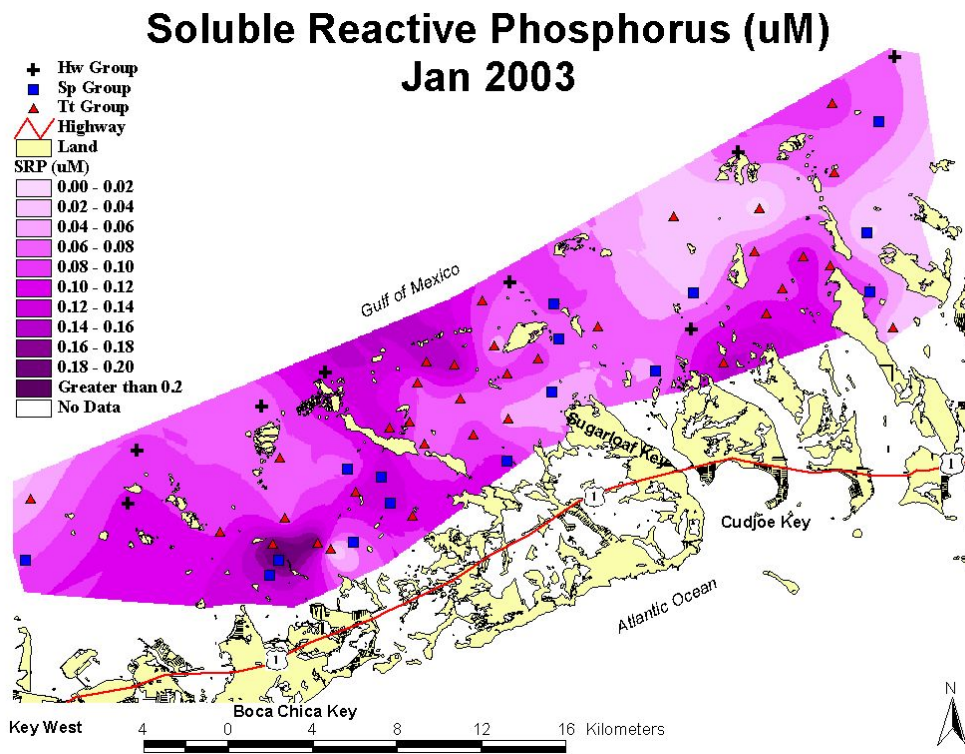 Soluble Reactive Phosphorus (uM)
Jan 2003
Hw Group
Sp Group
Tt Group
Highway
Land
SRP (uM)
0.00 - 0.02
0.02 - 0.04
0.04 - 0.06
0.06 - 0.08
0.08 - 0.10
0.10 - 0.12
0.12 - 0.14
0.14 - 0.16
0.16 - 0.18
0.18 - 0.20
Greater than 0.2
No Data
Gulf of Mexico
Sugarloaf Key
1
1
Cudjoe Key
Atlantic Ocean
1
1
Boca Chica Key
Key West
4 0 4 8 12 16 Kilometers
N